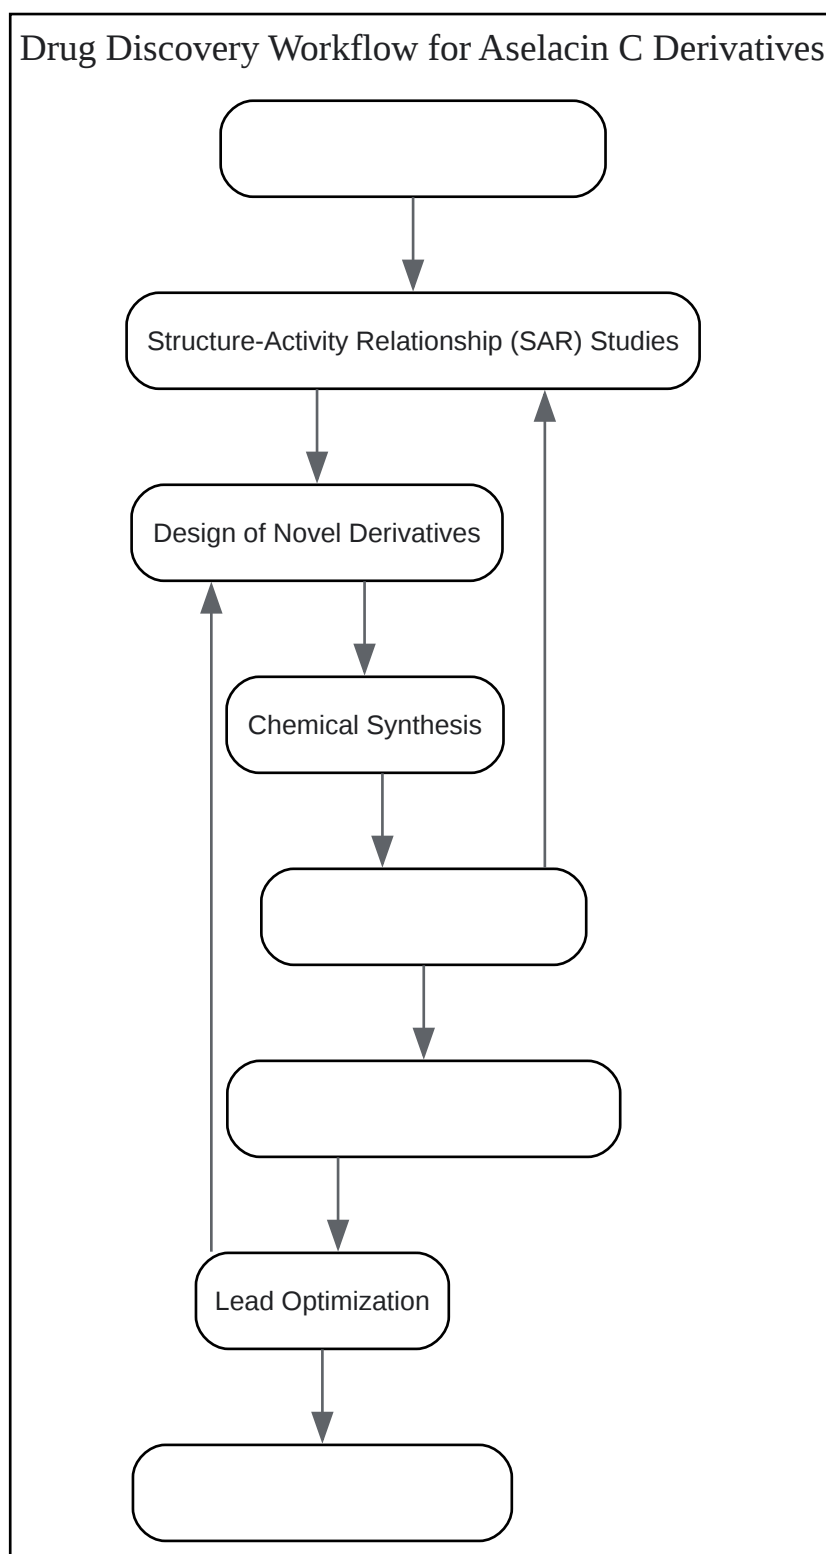 Drug Discovery Workflow for Aselacin C Derivatives
Structure-Activity Relationship (SAR) Studies
Design of Novel Derivatives
Chemical Synthesis
Lead Optimization